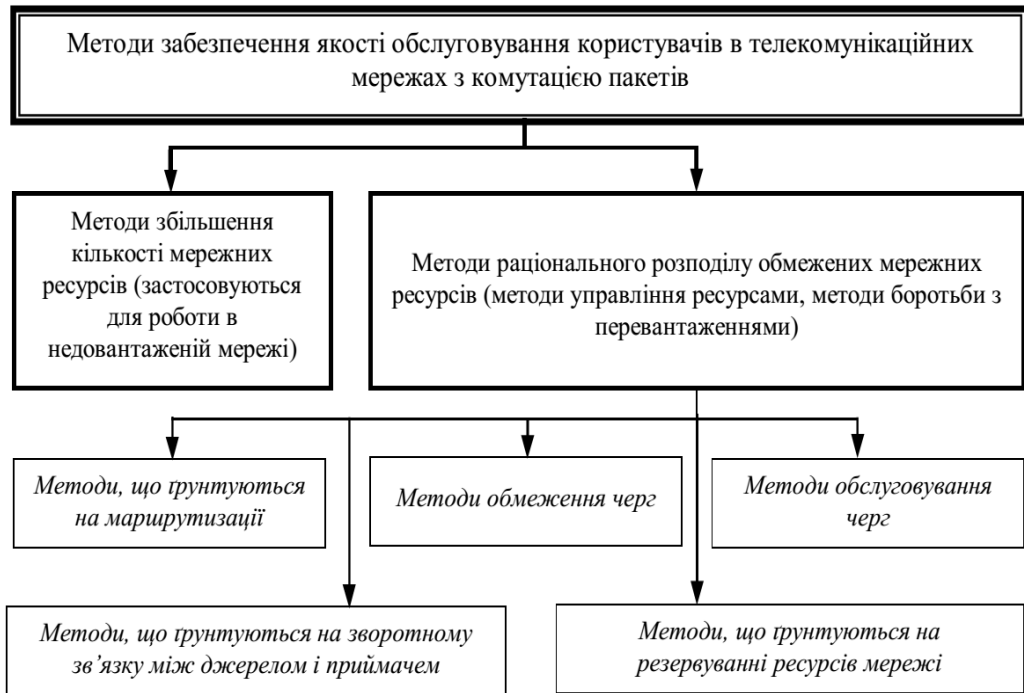 Методи забезпечення якості обслуговування користувачів в телекомунікаційних
мережах з комутацією пакетів
Методи збільшення
кількості мережних
ресурсів (застосовуються
для роботи в
недовантаженій мережі)
Методи раціонального розподілу обмежених мережних
ресурсів (методи управління ресурсами, методи боротьби з
перевантаженнями)
Методи, що ґрунтуються
на маршрутизації
Методи обмеження черг
Методи обслуговування
черг
Методи, що ґрунтуються на зворотному
зв’язку між джерелом і приймачем
Методи, що ґрунтуються на
резервуванні ресурсів мережі